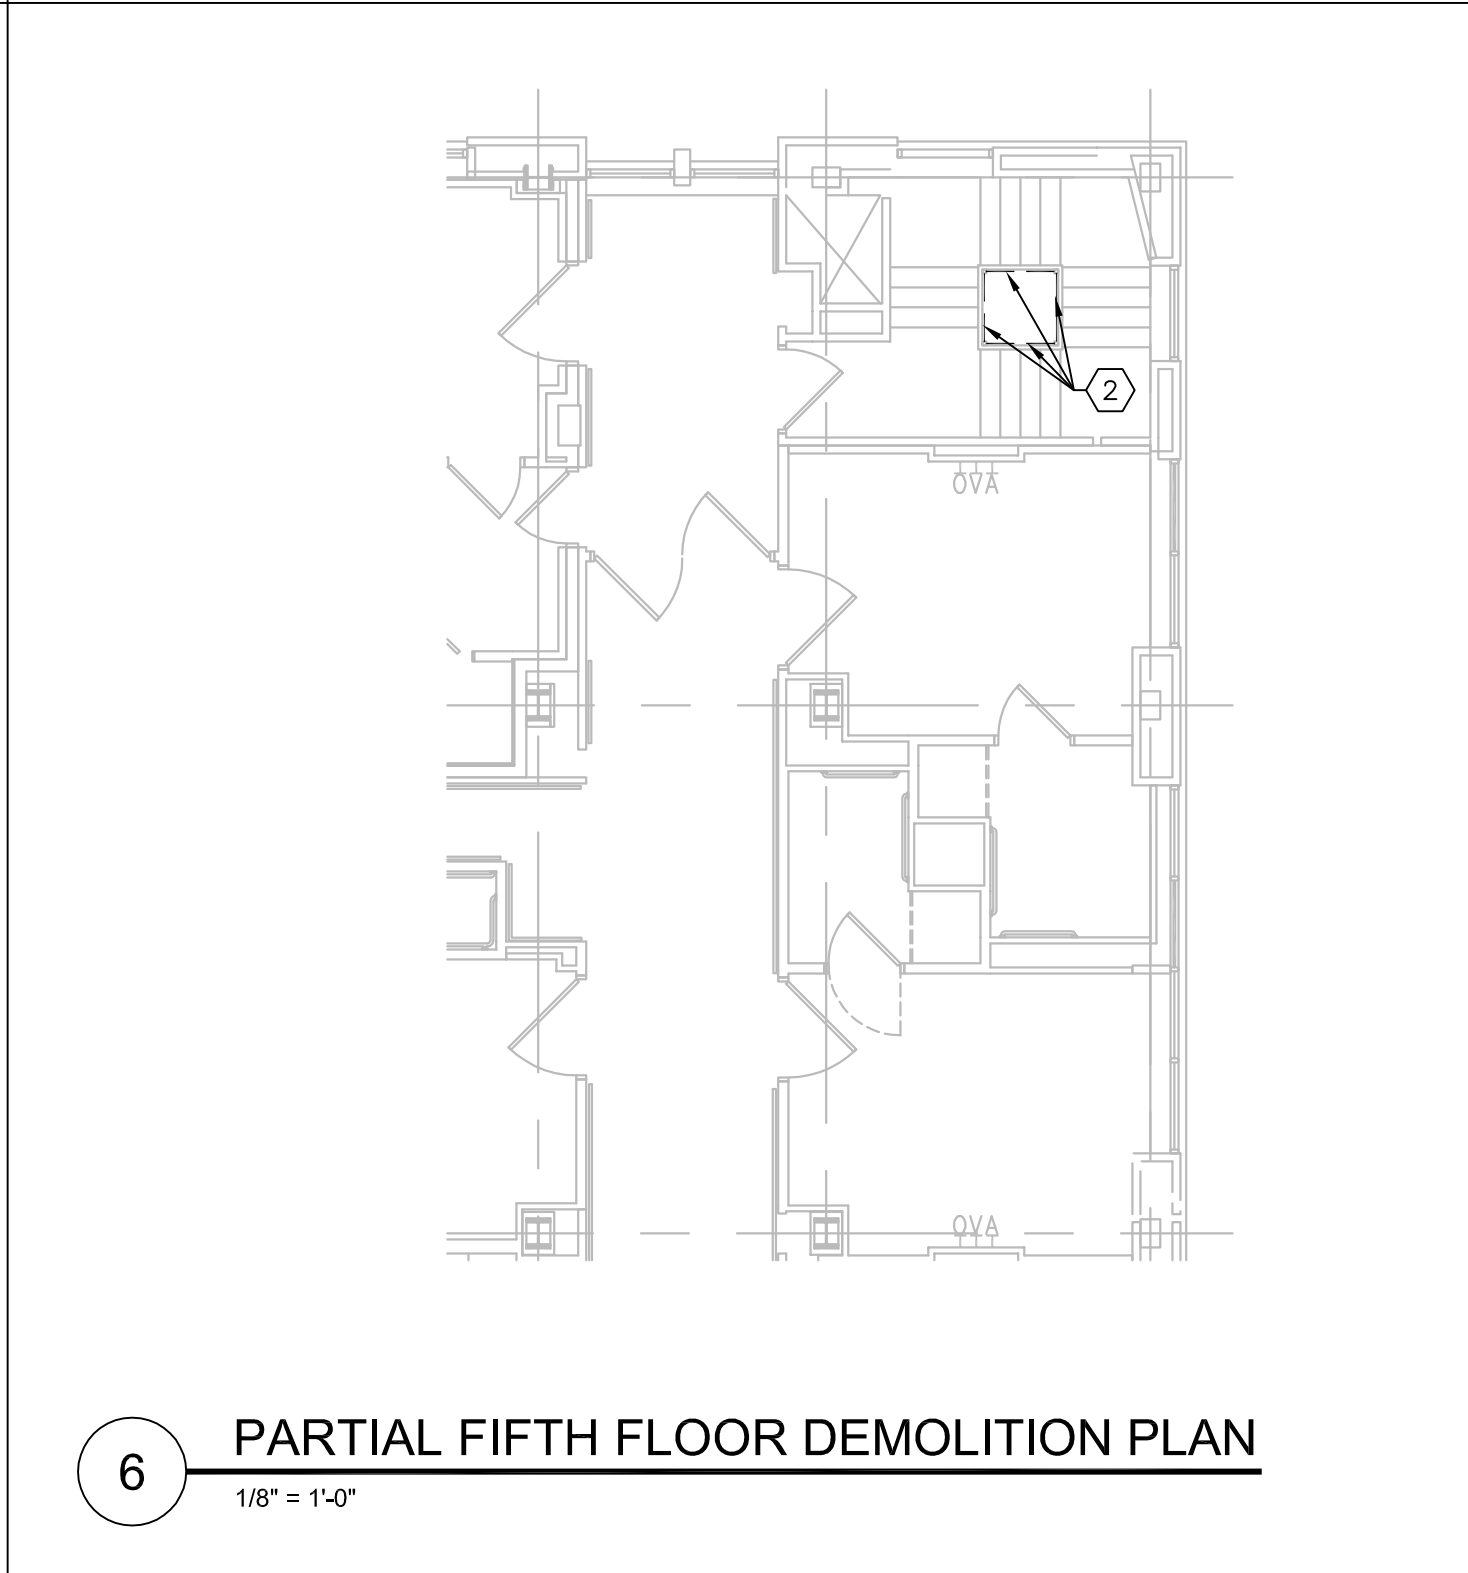 2
OVA
OVA
6
PARTIAL FIFTH FLOOR DEMOLITION PLAN
1/8" = 1'-0"